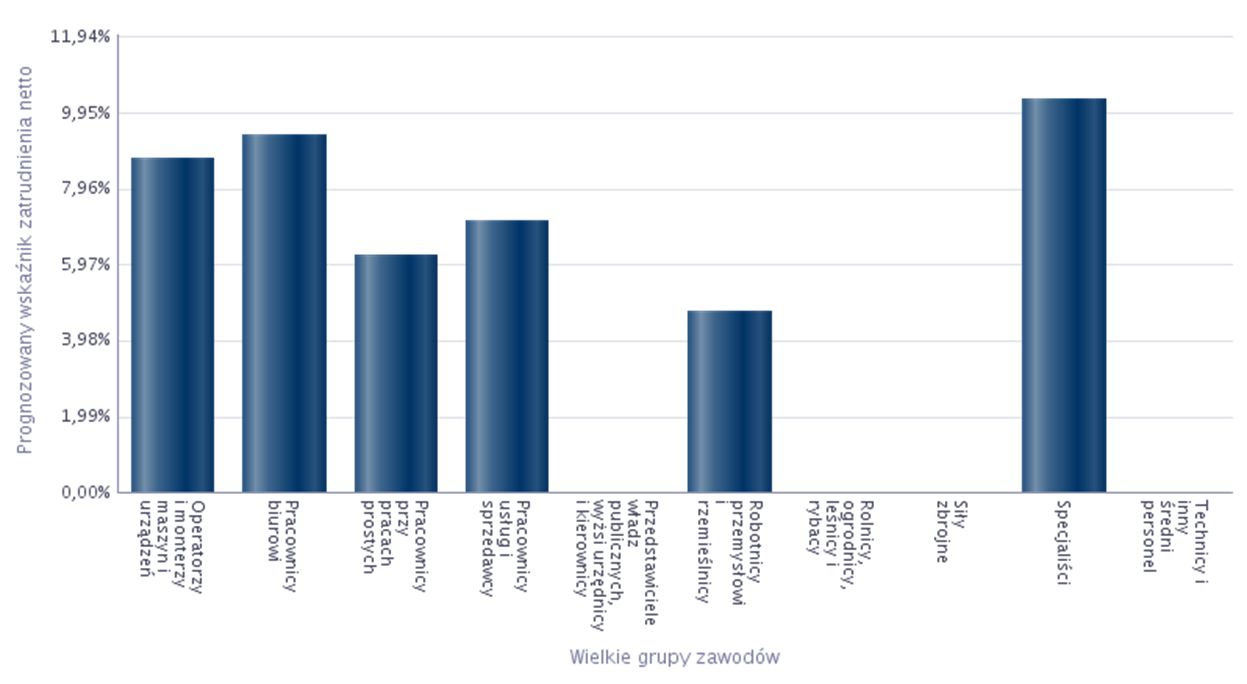 11,94%
9,95%
7,96%
5,97%
3,98%
1,99%
0,00%
Prognozowany wskaźnik zatrudnienia netto
Operatorzy
i monterzy
maszyn i
urządzeń
Pracownicy
biurowi
Pracownicy
przy
pracach
prostych
Pracownicy
usług i
sprzedawcy
Przedstawiciele
władz
publicznych,
wyżsi urzędnicy
i kierownicy
Robotnicy
przemysłowi
i
rzemieślnicy
Rolnicy,
ogrodnicy,
leśnicy i
rybacy
Siły
zbrojne
Specjaliści
Technicy i
inny
średni
personel
Wielkie grupy zawodów